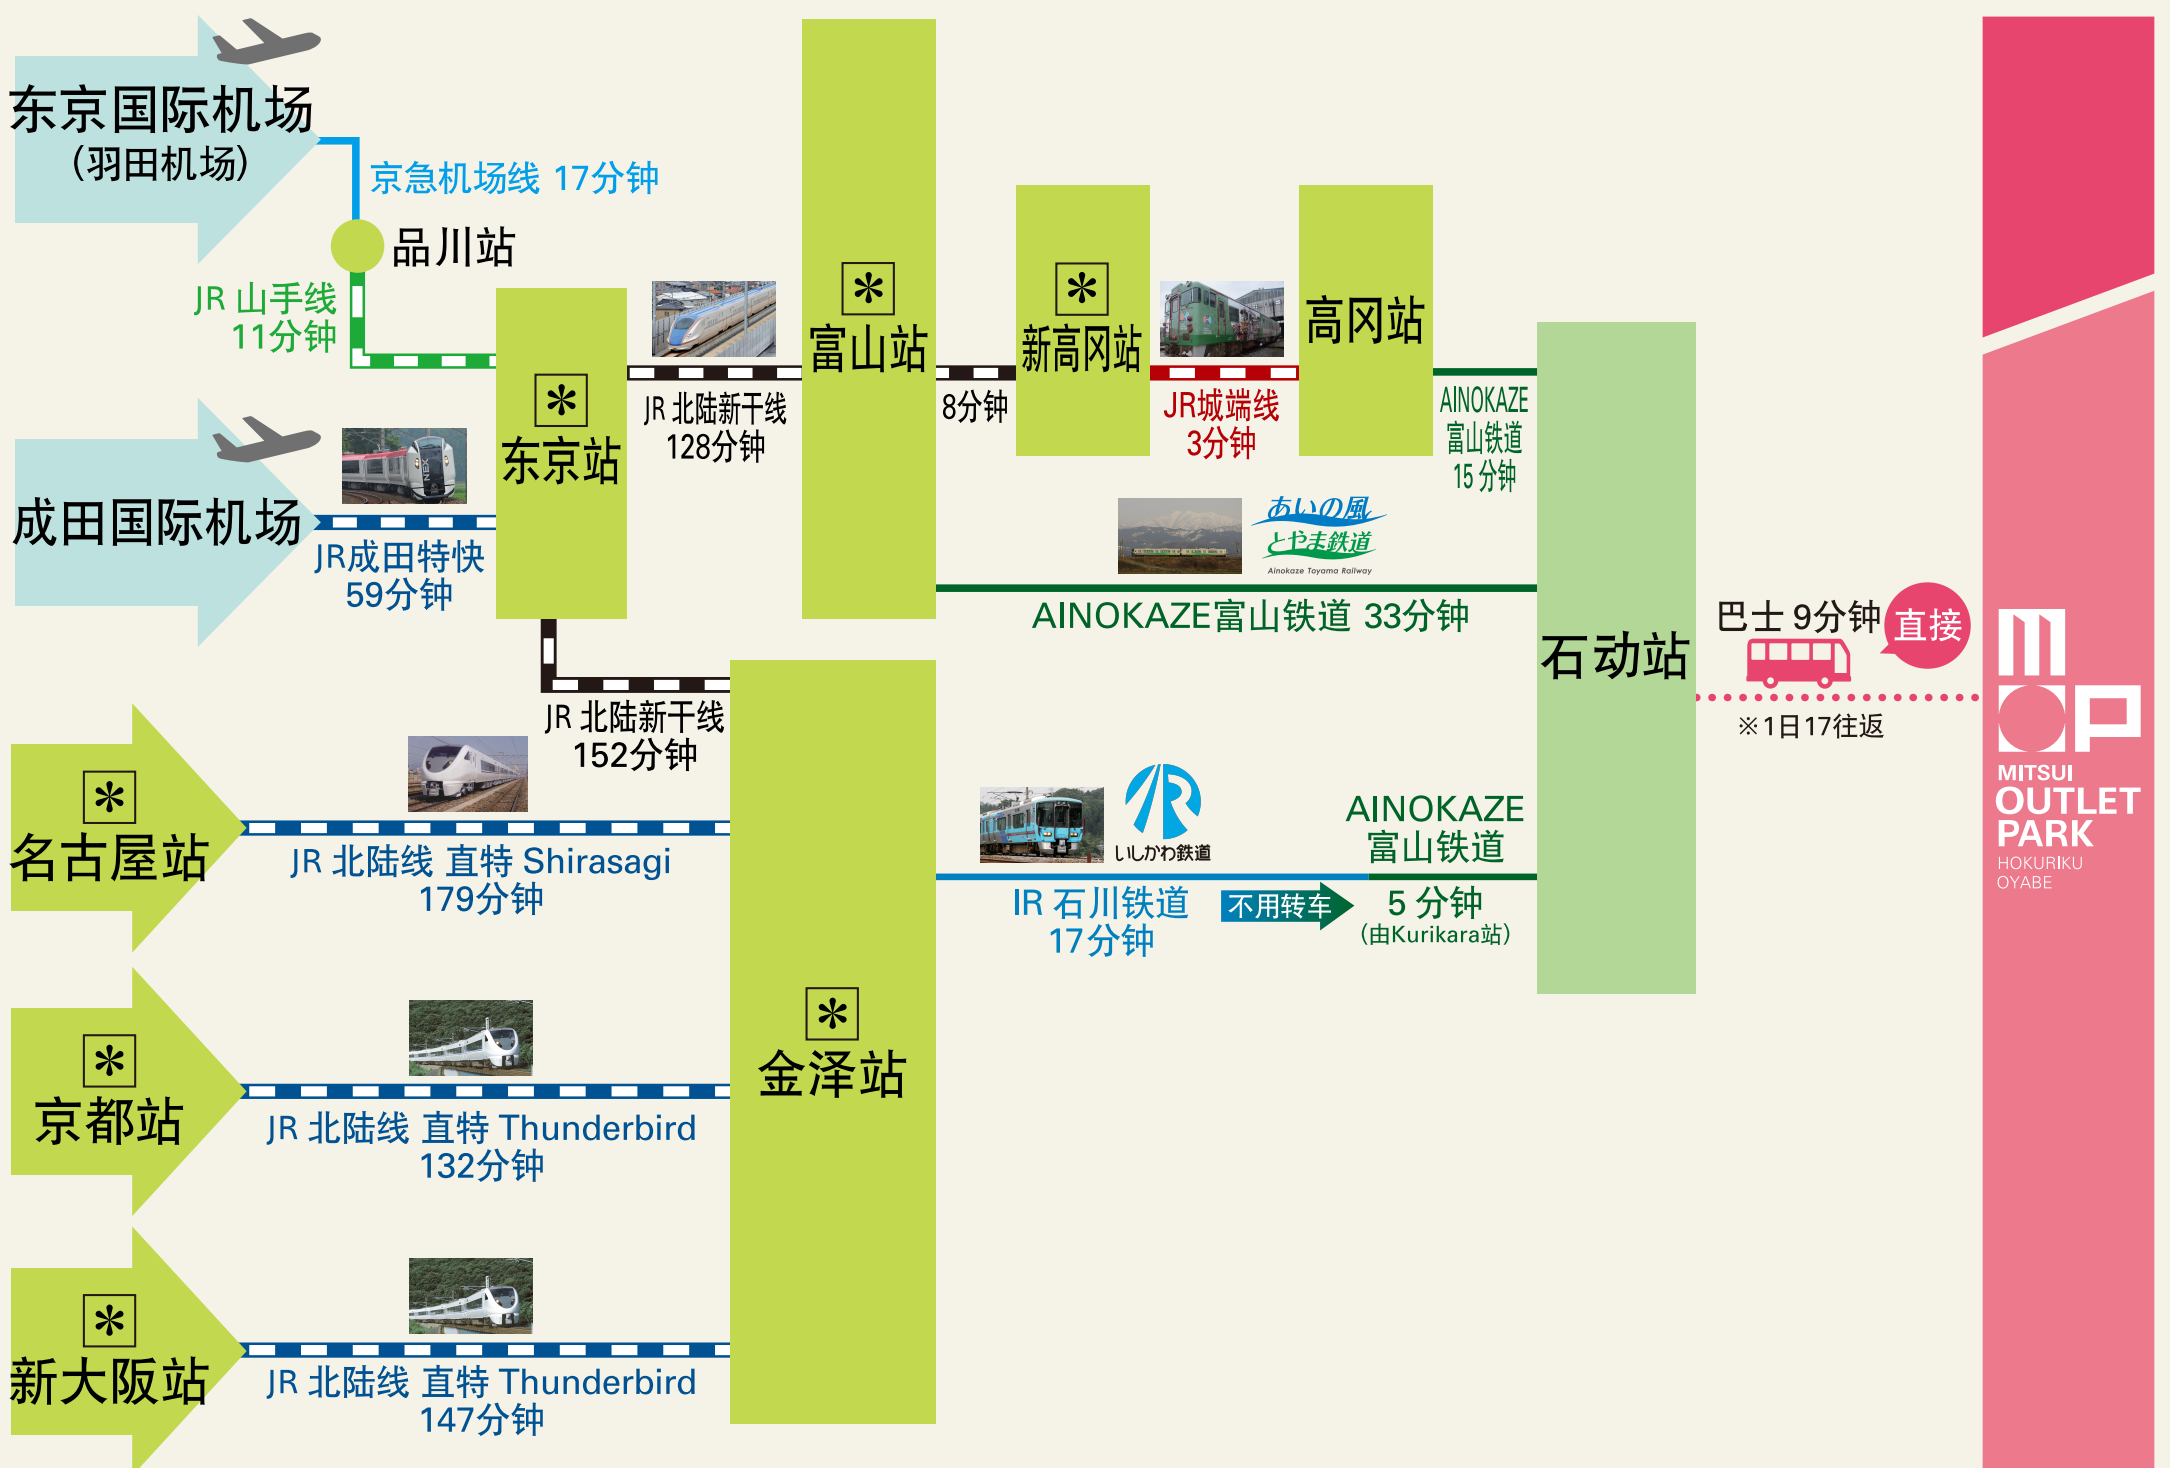 东京国际机场
（羽田机场）
京急机场线 17分钟
品川站
JR 山手线
11分钟
成田国际机场
NEX
JR成田特快
59分钟
*
东京站
JR 北陆新干线
128分钟
*
富山站
8分钟
*
新高冈站
JR城端线
3分钟
高冈站
AINOKAZE
富山铁道
15 分钟
あいの風
とやま鉄道
Ainokaze Toyama Railway
AINOKAZE富山铁道 33分钟
石动站
巴士 9分钟
直接
※1日17往返
MOP
MITSUI
OUTLET
PARK
HOKURIKU
OYABE
JR 北陆新干线
152分钟
*
名古屋站
JR 北陆线 直特 Shirasagi
179分钟
*
京都站
JR 北陆线 直特 Thunderbird
132分钟
*
新大阪站
JR 北陆线 直特 Thunderbird
147分钟
*
金泽站
IR
いしかわ鉄道
IR 石川铁道
17分钟
不用转车
AINOKAZE
富山铁道
5 分钟
（由Kurikara站）